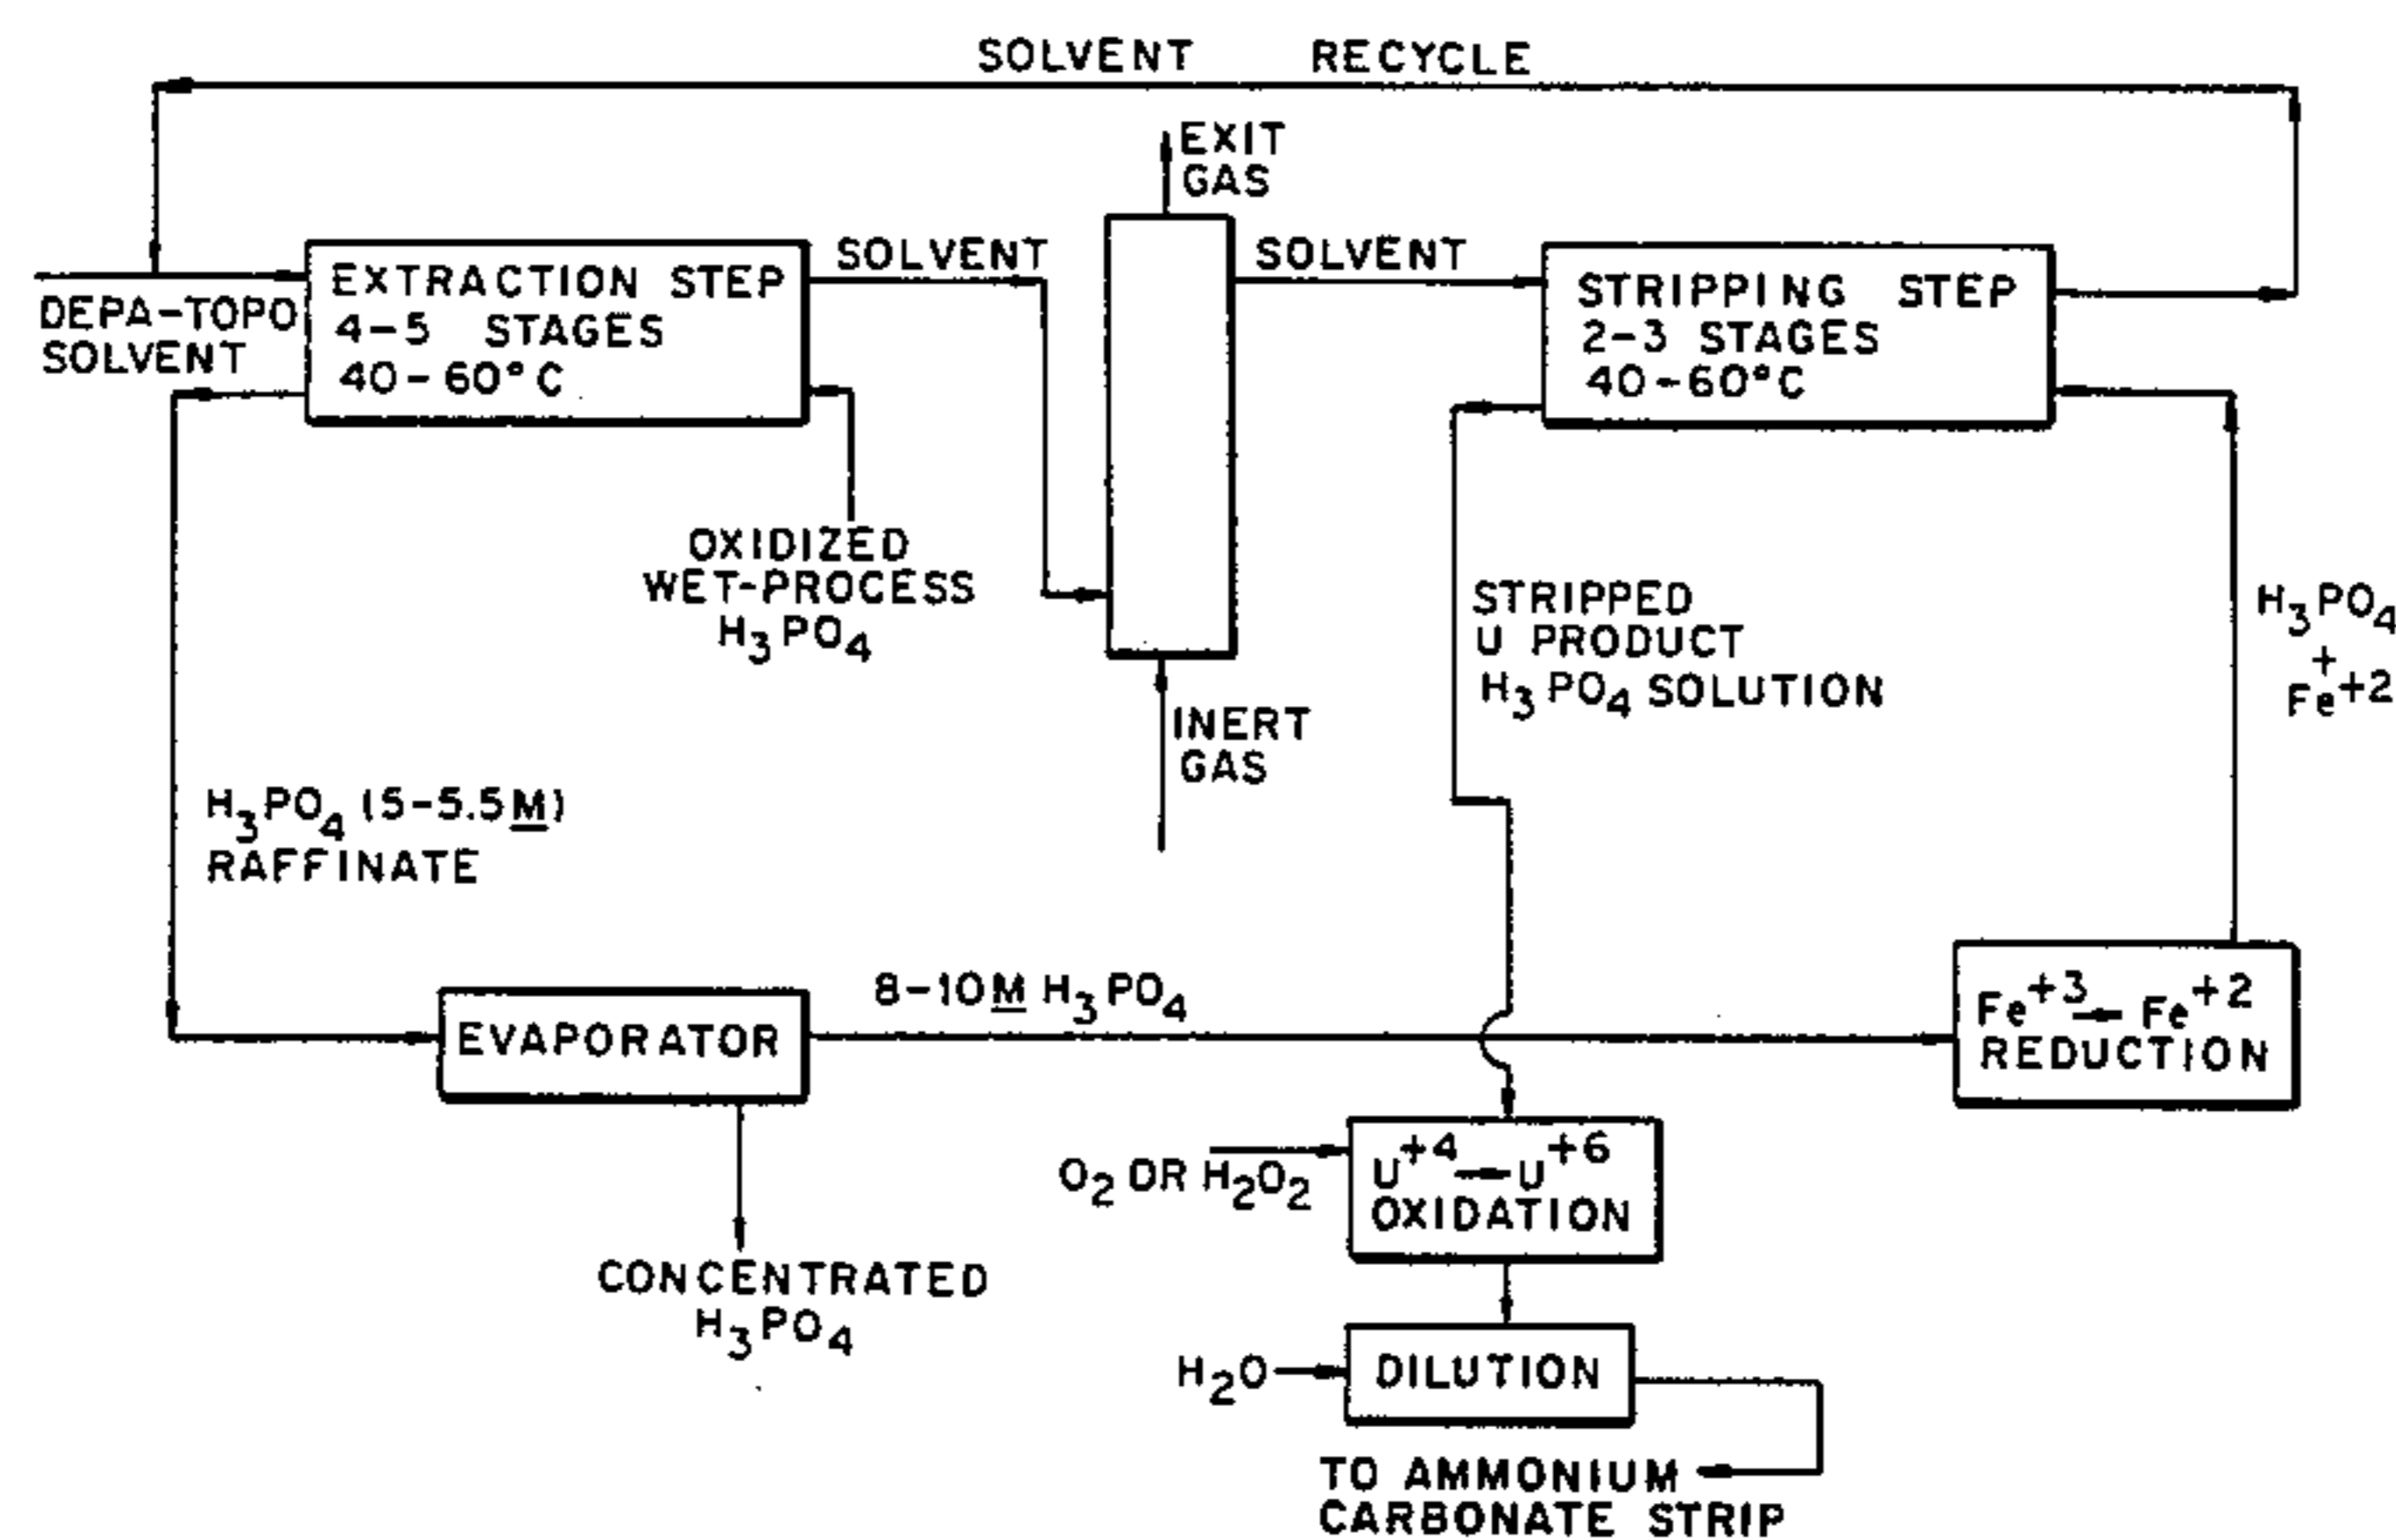 SOLVENT RECYCLE
EXIT
GAS
DEPA-TOPO
SOLVENT
EXTRACTION STEP
4-5 STAGES
40-60°C
SOLVENT
SOLVENT
STRIPPING STEP
2-3 STAGES
40-60°C
OXIDIZED
WET-PROCESS
H₃PO₄
STRIPPED
U PRODUCT
H₃PO₄ SOLUTION
H₃PO₄
+
Fe⁺²
INERT
GAS
H₃PO₄ (5-5.5M)
RAFFINATE
EVAPORATOR
8-10M H₃PO₄
Fe⁺³ → Fe⁺²
REDUCTION
O₂ OR H₂O₂
U⁺⁴ → U⁺⁶
OXIDATION
CONCENTRATED
H₃PO₄
H₂O
DILUTION
TO AMMONIUM
CARBONATE STRIP